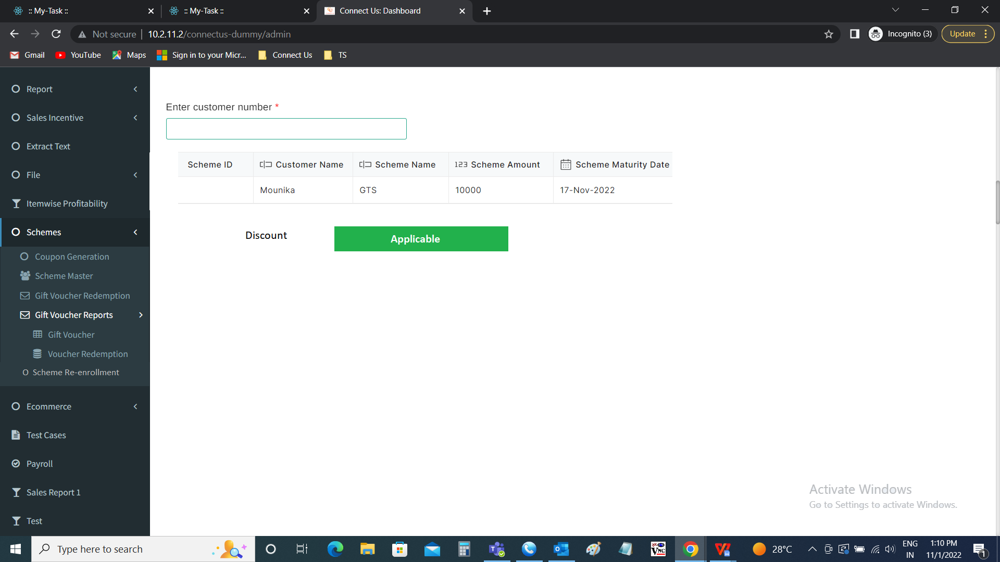 :: My-Task ::
:: My-Task ::
Connect Us: Dashboard
Not secure
10.2.11.2/connectus-dummy/admin
Incognito (3)
Update
Gmail
YouTube
Maps
Sign in to your Micr...
Connect Us
TS
Report
Sales Incentive
Extract Text
File
Itemwise Profitability
Schemes
Coupon Generation
Scheme Master
Gift Voucher Redemption
Gift Voucher Reports
Gift Voucher
Voucher Redemption
O Scheme Re-enrollment
Ecommerce
Test Cases
Payroll
Sales Report 1
Test
Enter customer number *
Scheme ID Customer Name Scheme Name 123 Scheme Amount Scheme Maturity Date
Mounika GTS 10000 17-Nov-2022
Discount Applicable
Activate Windows
Go to Settings to activate Windows.
Type here to search
VNC
28°C
ENG
IN
1:10 PM
11/1/2022
1